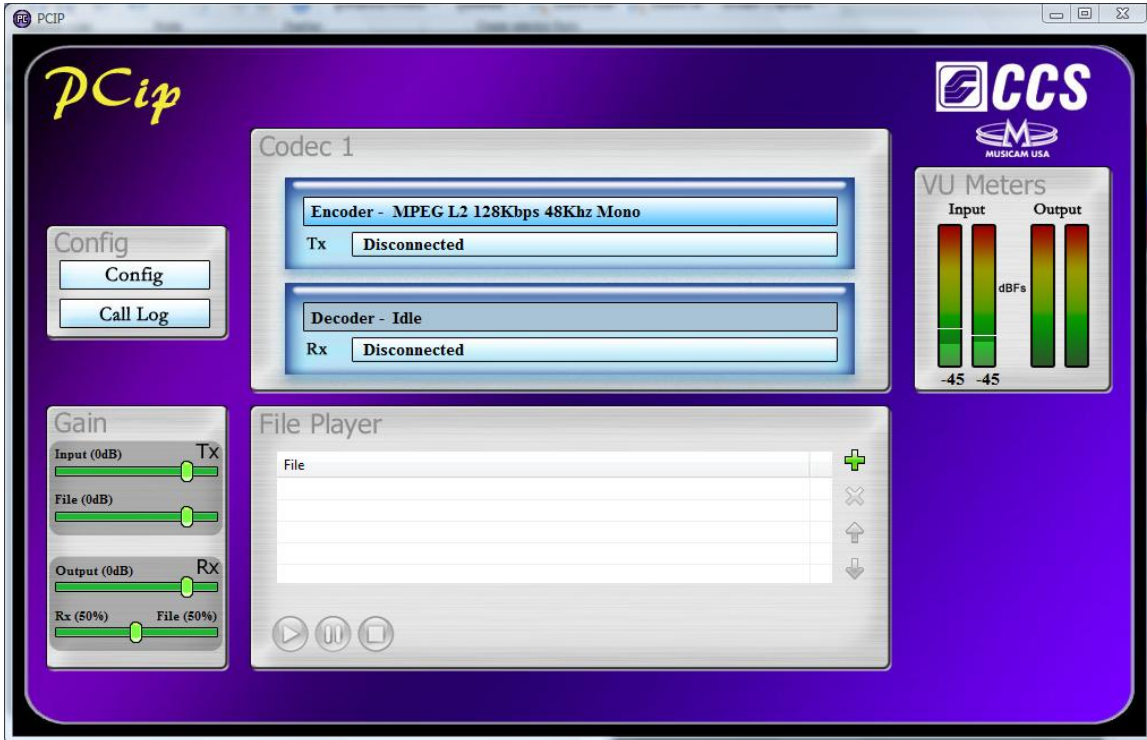 PCIP
PCip
CCS
MUSICAM USA
Codec 1
Encoder - MPEG L2 128Kbps 48Khz Mono
Tx Disconnected
Decoder - Idle
Rx Disconnected
Config
Config
Call Log
VU Meters
Input Output
dBFs
-45 -45
Gain
Input (0dB) Tx
File (0dB)
Output (0dB) Rx
Rx (50%) File (50%)
File Player
File